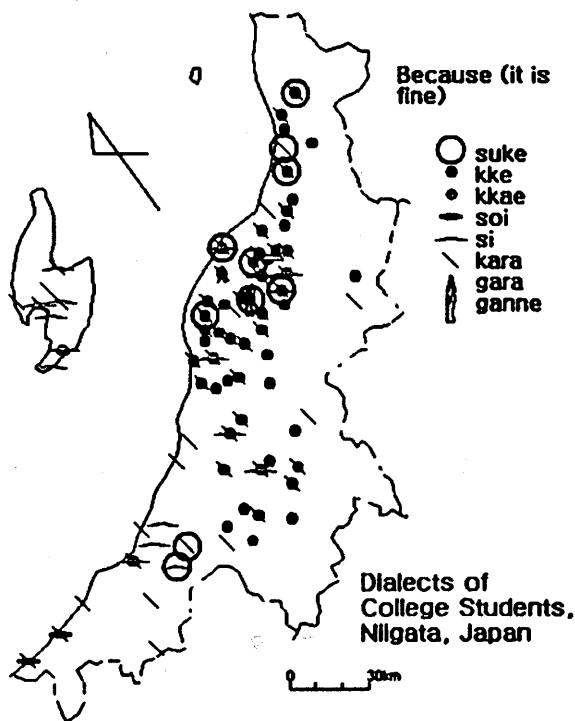 Because (it is
fine)
suke
kke
kkae
soi
si
kara
gara
ganne
Dialects of
College Students,
Niigata, Japan
0 30km